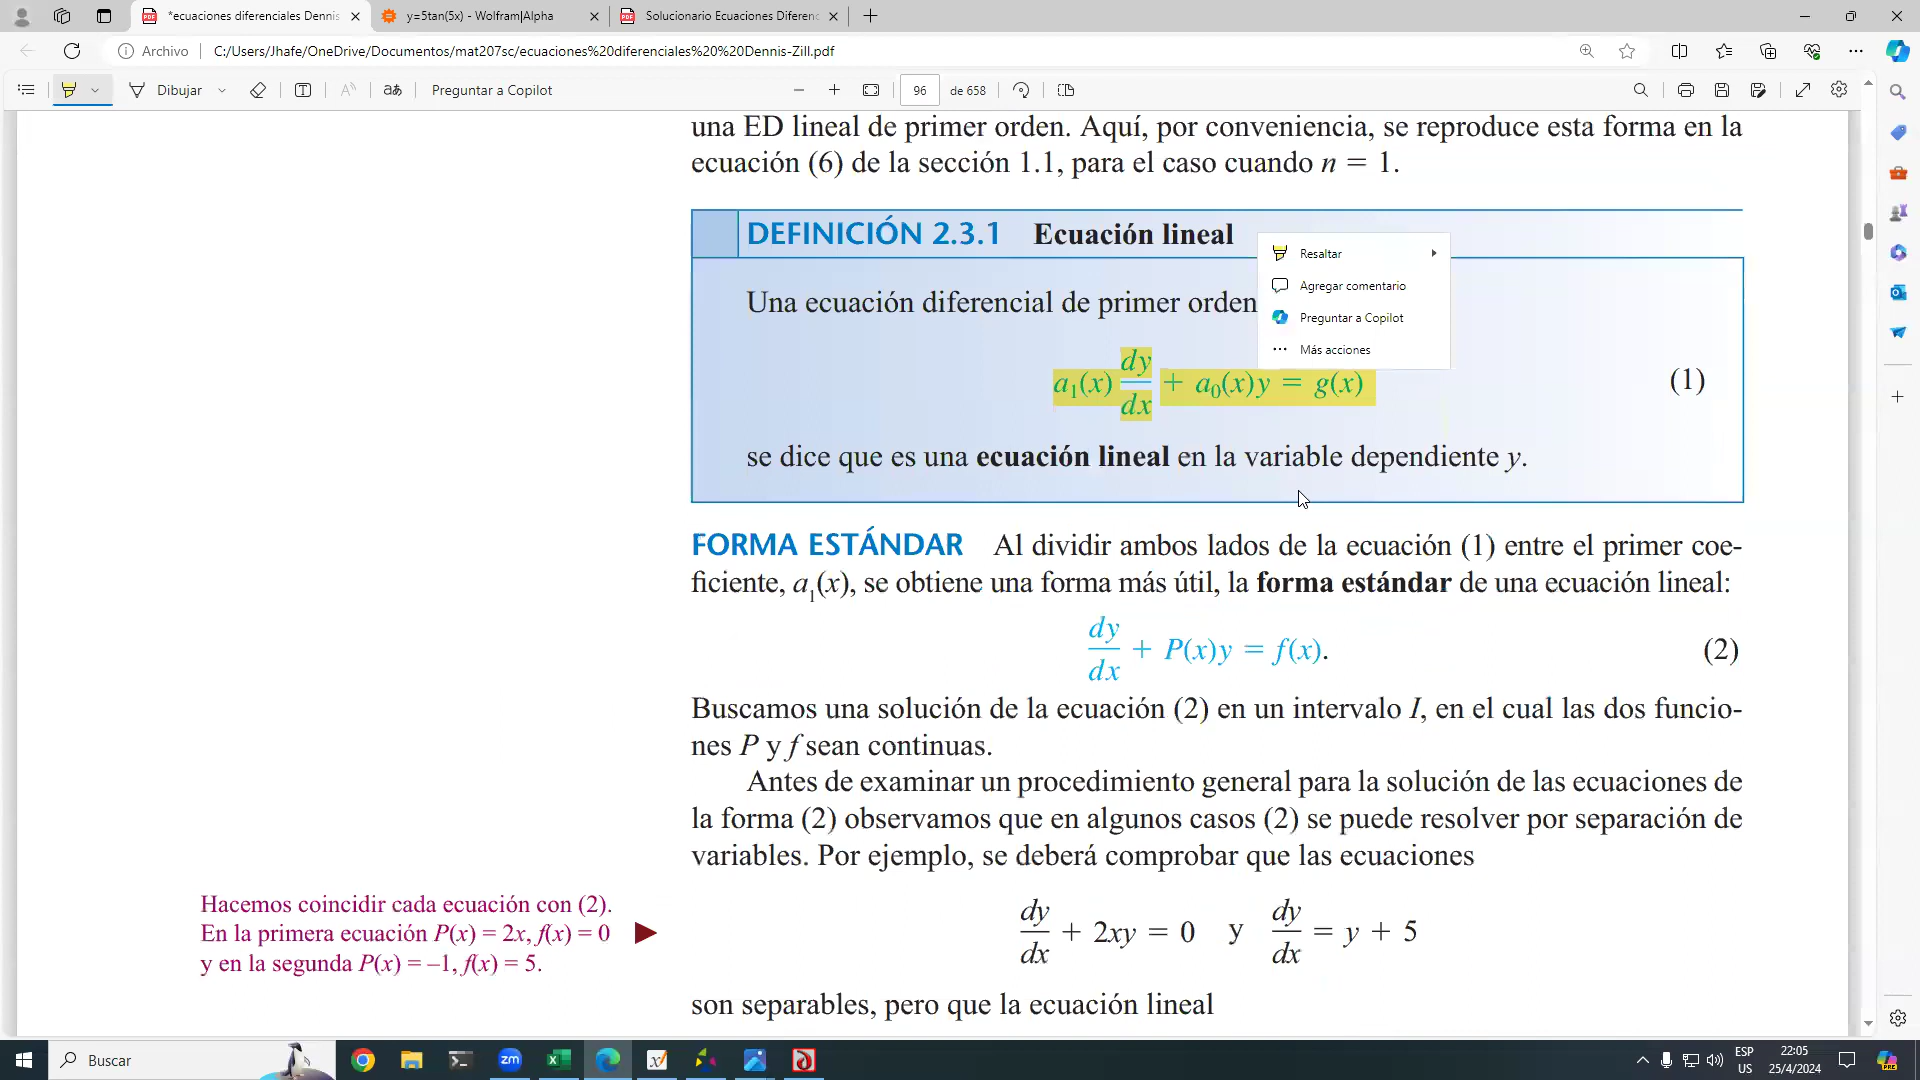 *ecuaciones diferenciales Dennis
y=5tan(5x) - Wolfram|Alpha
Solucionario Ecuaciones Diferenc
Archivo
C:/Users/Jhafe/OneDrive/Documentos/mat207sc/ecuaciones%20diferenciales%20%20Dennis-Zill.pdf
Dibujar
aあ
Preguntar a Copilot
96
de 658
una ED lineal de primer orden. Aquí, por conveniencia, se reproduce esta forma en la
ecuación (6) de la sección 1.1, para el caso cuando n = 1.
DEFINICIÓN 2.3.1 Ecuación lineal
Una ecuación diferencial de primer orden
Resaltar
Agregar comentario
Preguntar a Copilot
Más acciones
a₁(x) dy/dx + a₀(x)y = g(x) (1)
se dice que es una ecuación lineal en la variable dependiente y.
FORMA ESTÁNDAR Al dividir ambos lados de la ecuación (1) entre el primer coe-
ficiente, a₁(x), se obtiene una forma más útil, la forma estándar de una ecuación lineal:
dy/dx + P(x)y = f(x). (2)
Buscamos una solución de la ecuación (2) en un intervalo I, en el cual las dos funcio-
nes P y f sean continuas.
Antes de examinar un procedimiento general para la solución de las ecuaciones de
la forma (2) observamos que en algunos casos (2) se puede resolver por separación de
variables. Por ejemplo, se deberá comprobar que las ecuaciones
Hacemos coincidir cada ecuación con (2).
En la primera ecuación P(x) = 2x, f(x) = 0
y en la segunda P(x) = –1, f(x) = 5.
dy/dx + 2xy = 0 y dy/dx = y + 5
son separables, pero que la ecuación lineal
Buscar
zm
ESP
US
22:05
25/4/2024
PRE